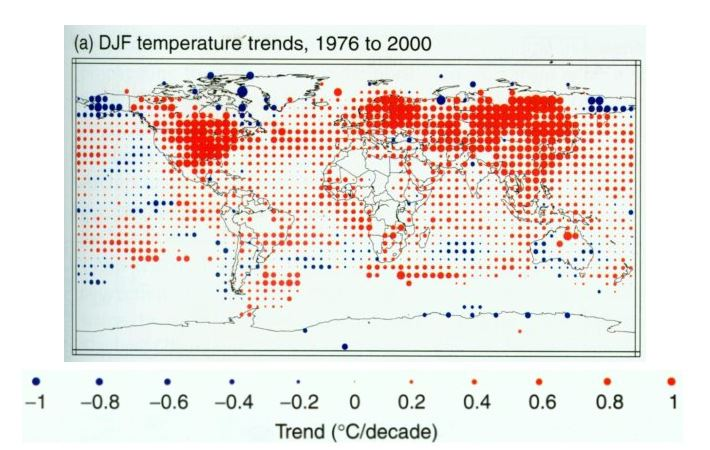 (a) DJF temperature trends, 1976 to 2000
−1 −0.8 −0.6 −0.4 −0.2 0 0.2 0.4 0.6 0.8 1
Trend (°C/decade)